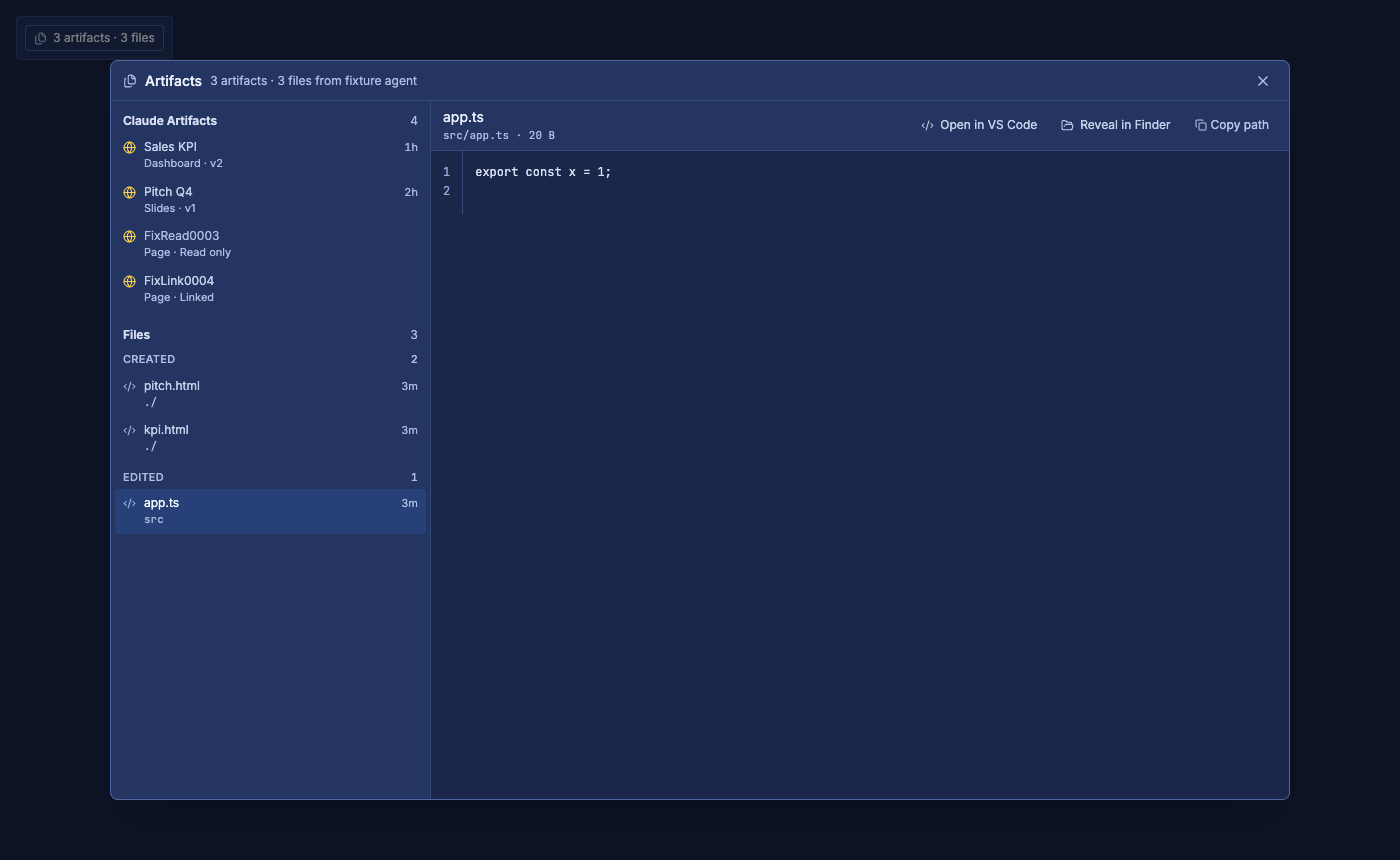 3 artifacts · 3 files
Artifacts 3 artifacts · 3 files from fixture agent
Claude Artifacts 4
Sales KPI 1h
Dashboard · v2
Pitch Q4 2h
Slides · v1
FixRead0003
Page · Read only
FixLink0004
Page · Linked
Files 3
CREATED 2
pitch.html 3m
./
kpi.html 3m
./
EDITED 1
app.ts 3m
src
app.ts
src/app.ts · 20 B
Open in VS Code Reveal in Finder Copy path
1 export const x = 1;
2